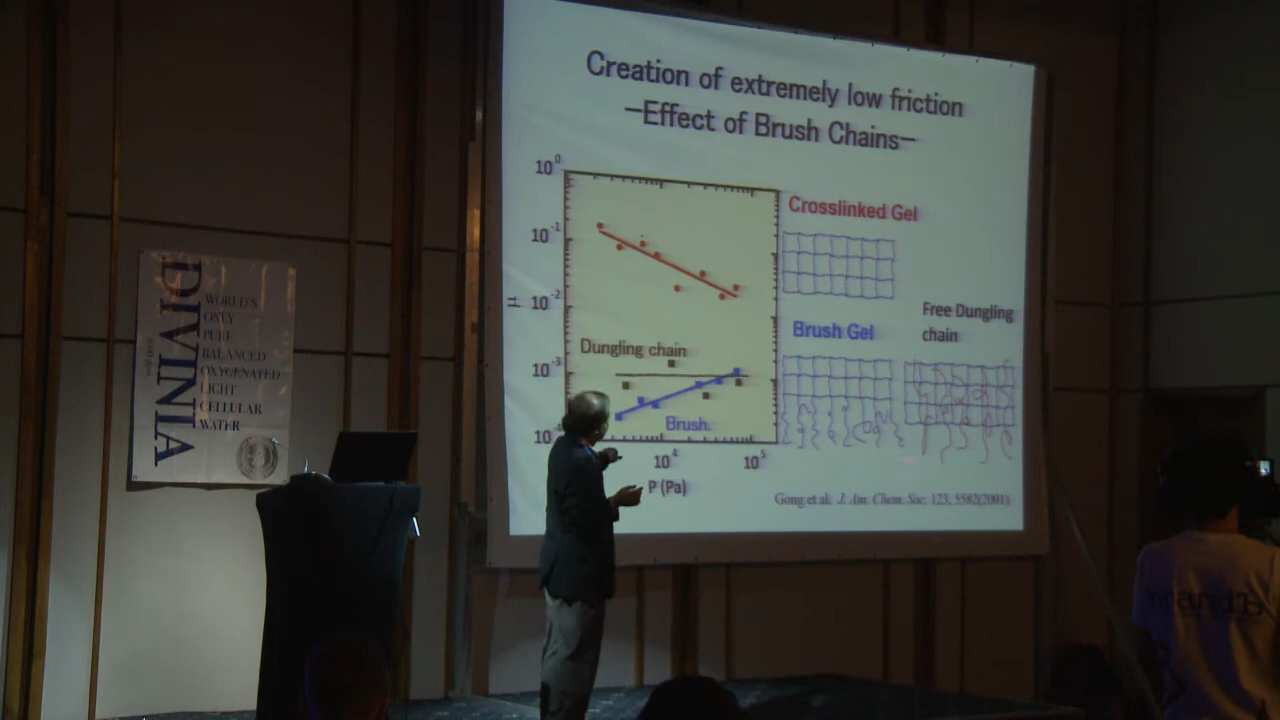 Creation of extremely low friction
–Effect of Brush Chains–
10⁰
10⁻¹
10⁻²
10⁻³
μ
Dungling chain
Brush.
10⁴
10⁵
P (Pa)
Crosslinked Gel
Brush Gel
Free Dungling
chain
Gong et al. J. Am. Chem. Soc. 123, 5582(2001)
DIVINIA
WORLD'S
ONLY
PURE
BALANCED
OXYGENATED
LIGHT
CELLULAR
WATER